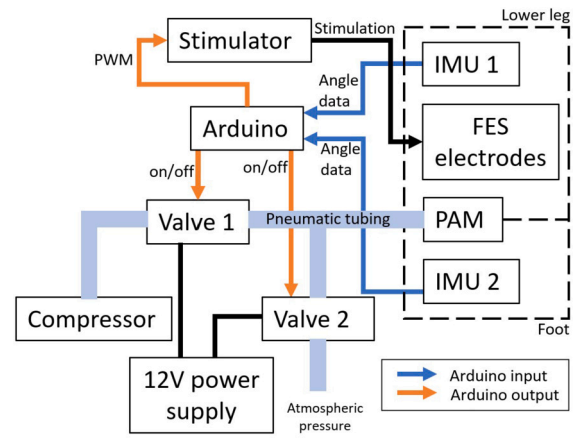 Lower leg
Stimulator
Stimulation
IMU 1
PWM
Angle
data
Arduino
FES
electrodes
Angle
data
on/off
on/off
Valve 1
Pneumatic tubing
PAM
IMU 2
Compressor
Valve 2
Foot
12V power
supply
Atmospheric
pressure
Arduino input
Arduino output